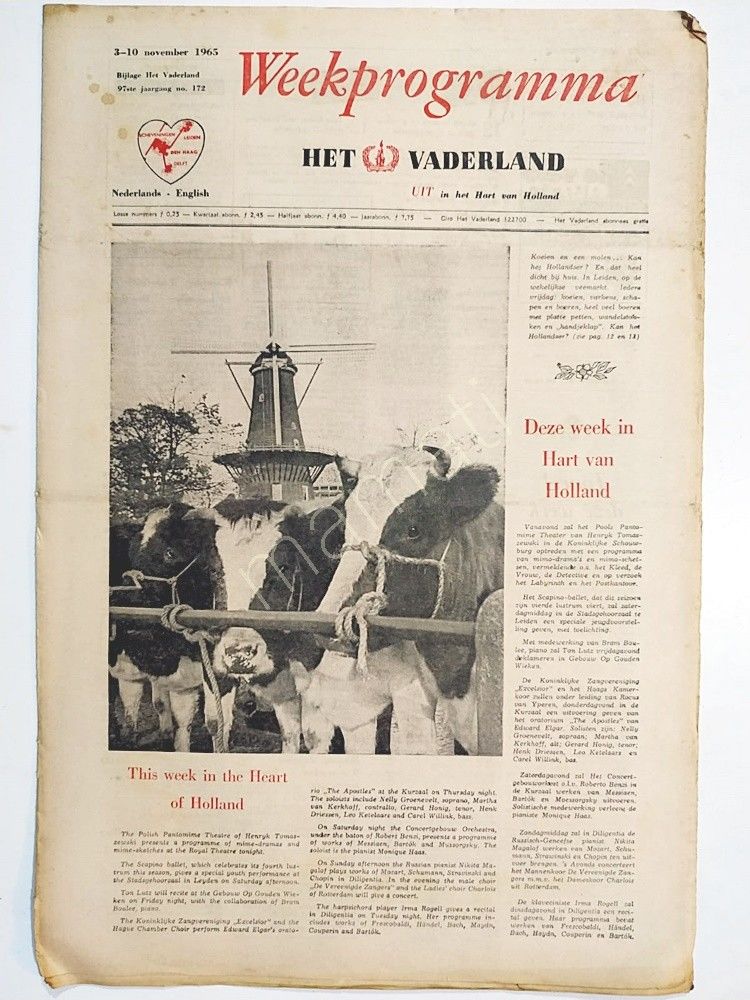 3-10 november 1965
Bijlage Het Vaderland
97ste jaargang no. 172
Weekprogramma
SCHEVENINGEN
LEIDEN
DEN HAAG
DELFT
HET VADERLAND
UIT in het Hart van Holland
Nederlands - English
Losse nummers f 0,25 — Kwartaal abonn. f 2,45 — Halfjaar abonn. f 4,40 — Jaarabonn. f 7,75 — Giro Het Vaderland 522700 — Het Vaderland abonnees gratis
Koeien en een molen... Kan
het Hollandser? En dat heel
dicht bij huis. In Leiden, op de
wekelijkse veemarkt. Iedere
vrijdag: koeien, varkens, scha-
pen en boeren, heel veel boeren
met platte petten, wandelstok-
ken en „handjeklap". Kan het
Hollandser? (zie pag. 12 en 13)
Deze week in
Hart van
Holland
Vanavond zal het Pools Panto-
mime Theater van Henryk Tomas-
zewski in de Koninklijke Schouw-
burg optreden met een programma
van mimo-drama's en mimo-schet-
sen, vermeldende o.a. het Kleed, de
Vrouw, de Detective en op verzoek
het Labyrinth en het Postkantoor.
Het Scapino-ballet, dat dit seizoen
zijn vierde lustrum viert, zal zater-
dagmiddag in de Stadsgehoorzaal te
Leiden een speciale jeugdvoorstel-
ling geven, met toelichting.
Met medewerking van Bram Bou-
lee, piano zal Ton Lutz vrijdagavond
deklameren in Gebouw Op Gouden
Wieken.
De Koninklijke Zangvereniging
„Excelsior" en het Haags Kamer-
koor zullen onder leiding van Rocus
van Yperen, donderdagavond in de
Kurzaal een uitvoering geven van
het oratorium „The Apostles" van
Edward Elgar. Solisten zijn: Nelly
Groenevelt, sopraan; Martha van
Kerkhoff, alt; Gerard Honig, tenor;
Henk Driessen, Leo Ketelaars en
Carel Willink, bas.
Zaterdagavond zal Het Concert-
gebouworkest o.l.v. Roberto Benzi in
de Kurzaal werken van Messiaen,
Bartók en Moessorgsky uitvoeren.
Solistische medewerking verleent de
pianiste Monique Haas.
Zondagmiddag zal in Diligentia de
Russisch-Geneefse pianist Nikita
Magalof werken van Mozart, Schu-
mann, Strawinski en Chopin ten uit-
voer brengen. 's Avonds concerteert
het Mannenkoor De Verenigde Zan-
gers m.m.v. het Dameskoor Charlois
uit Rotterdam.
De klaveciniste Irma Rogell zal
dinsdagavond in Diligentia een reci-
tal geven. Haar programma bevat
werken van Frescobaldi, Händel,
Bach, Haydn, Couperin en Bartók.
This week in the Heart
of Holland
The Polish Pantomime Theatre of Henryk Tomas-
zewski presents a programme of mime-dramas and
mime-sketches at the Royal Theatre tonight.
The Scapino ballet, which celebrates its fourth lus-
trum this season, gives a special youth performance at
the Stadsgehoorzaal in Leyden on Saturday afternoon.
Ton Lutz will recite at the Gebouw Op Gouden Wie-
ken on Friday night, with the collaboration of Bram
Boulee, piano.
The Koninklijke Zangvereniging „Excelsior" and the
Hague Chamber Choir perform Edward Elgar's orato-
rio „The Apostles" at the Kurzaal on Thursday night.
The soloists include Nelly Groenevelt, soprano, Martha
van Kerkhoff, contralto, Gerard Honig, tenor, Henk
Driessen, Leo Ketelaars and Carel Willink, bass.
On Saturday night the Concertgebouw Orchestra,
under the baton of Robert Benzi, presents a programme
of works of Messiaen, Bartók and Mussorgsky. The
soloist is the pianist Monique Haas.
On Sunday afternoon the Russian pianist Nikita Ma-
galof plays works of Mozart, Schumann, Strawinski and
Chopin in Diligentia. In the evening the male choir
„De Vereenigde Zangers" and the Ladies' choir Charlois
of Rotterdam will give a concert.
The harpsichord player Irma Rogell gives a recital
in Diligentia on Tuesday night. Her programme in-
cludes works of Frescobaldi, Händel, Bach, Haydn,
Couperin and Bartók.